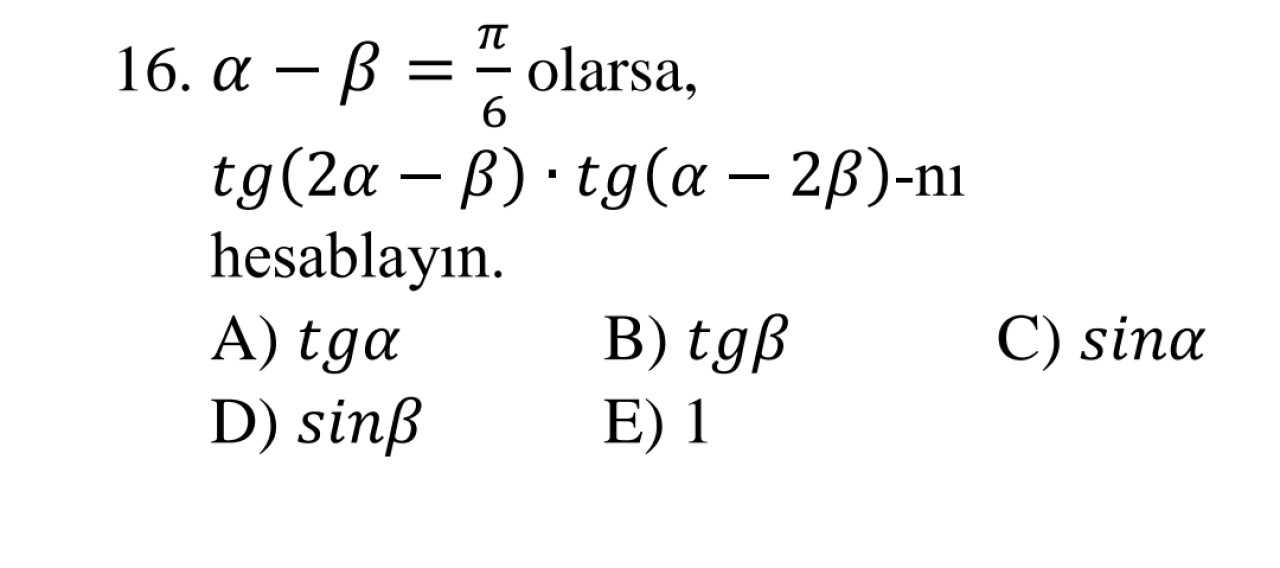 16. α − β = π/6 olarsa,
tg(2α − β) · tg(α − 2β)-nı
hesablayın.
A) tgα B) tgβ C) sinα
D) sinβ E) 1